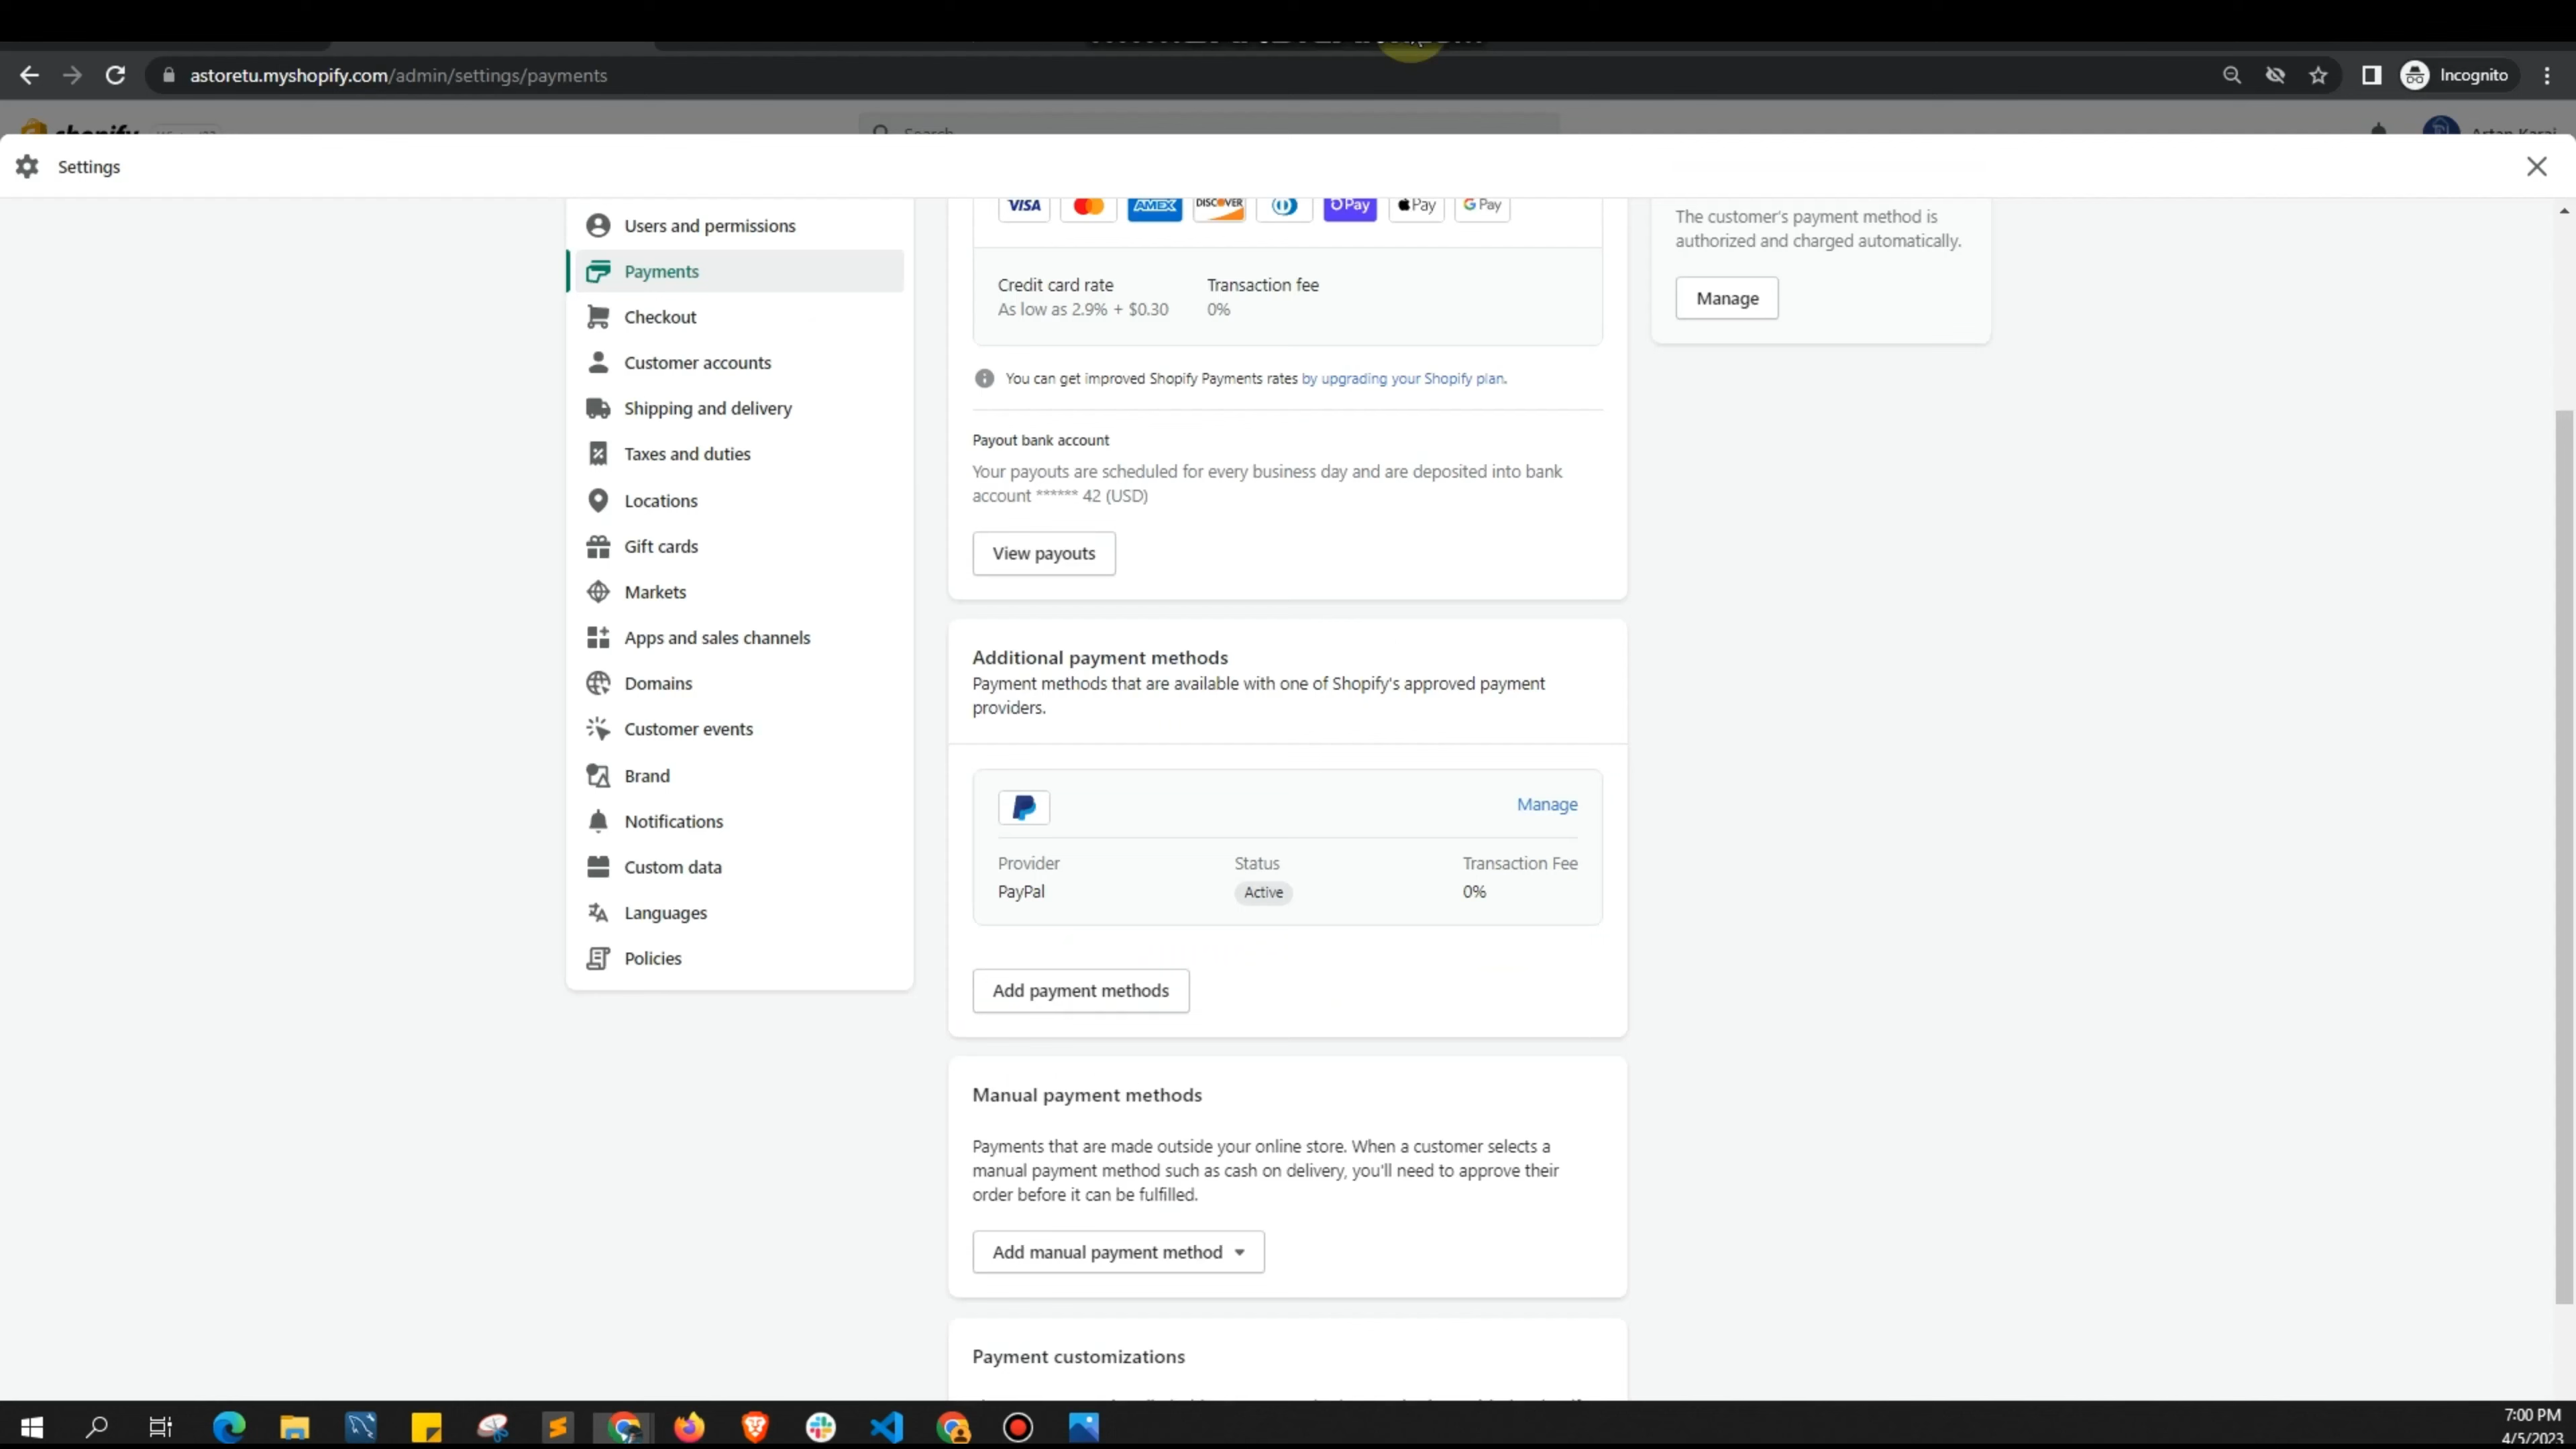 astoretu.myshopify.com/admin/settings/payments
Incognito
shopify
Search
Artan Karaj
Settings
Users and permissions
Payments
Checkout
Customer accounts
Shipping and delivery
Taxes and duties
Locations
Gift cards
Markets
Apps and sales channels
Domains
Customer events
Brand
Notifications
Custom data
Languages
Policies
VISA
AMEX
DISCOVER
Pay
Pay
G Pay
Credit card rate
As low as 2.9% + $0.30
Transaction fee
0%
You can get improved Shopify Payments rates by upgrading your Shopify plan.
Payout bank account
Your payouts are scheduled for every business day and are deposited into bank
account ****** 42 (USD)
View payouts
Additional payment methods
Payment methods that are available with one of Shopify's approved payment
providers.
Manage
Provider
Status
Transaction Fee
PayPal
Active
0%
Add payment methods
Manual payment methods
Payments that are made outside your online store. When a customer selects a
manual payment method such as cash on delivery, you'll need to approve their
order before it can be fulfilled.
Add manual payment method
Payment customizations
The customer's payment method is
authorized and charged automatically.
Manage
7:00 PM
4/5/2023